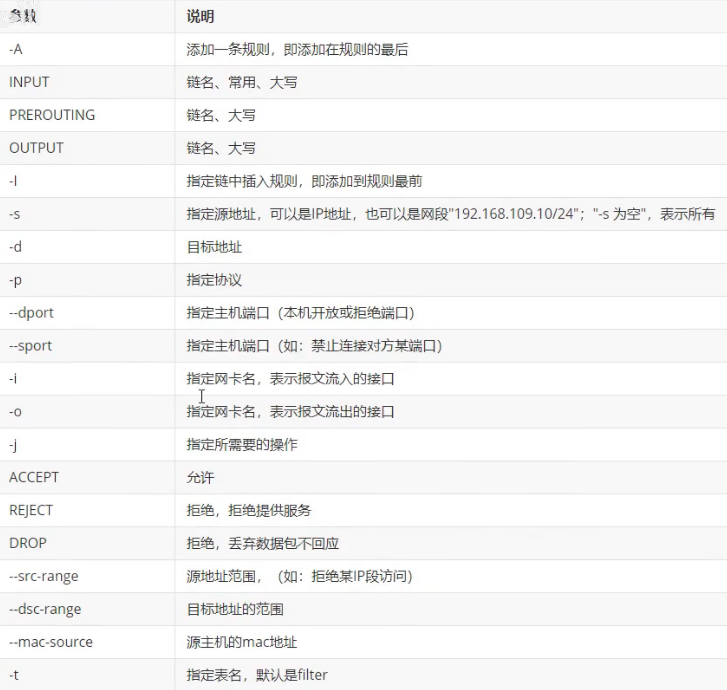 参数 说明
-A 添加一条规则，即添加在规则的最后
INPUT 链名、常用、大写
PREROUTING 链名、大写
OUTPUT 链名、大写
-I 指定链中插入规则，即添加到规则最前
-s 指定源地址，可以是IP地址，也可以是网段"192.168.109.10/24"；"-s 为空"，表示所有
-d 目标地址
-p 指定协议
--dport 指定主机端口（本机开放或拒绝端口）
--sport 指定主机端口（如：禁止连接对方某端口）
-i 指定网卡名，表示报文流入的接口
-o 指定网卡名，表示报文流出的接口
-j 指定所需要的操作
ACCEPT 允许
REJECT 拒绝，拒绝提供服务
DROP 拒绝，丢弃数据包不回应
--src-range 源地址范围，（如：拒绝某IP段访问）
--dsc-range 目标地址的范围
--mac-source 源主机的mac地址
-t 指定表名，默认是filter